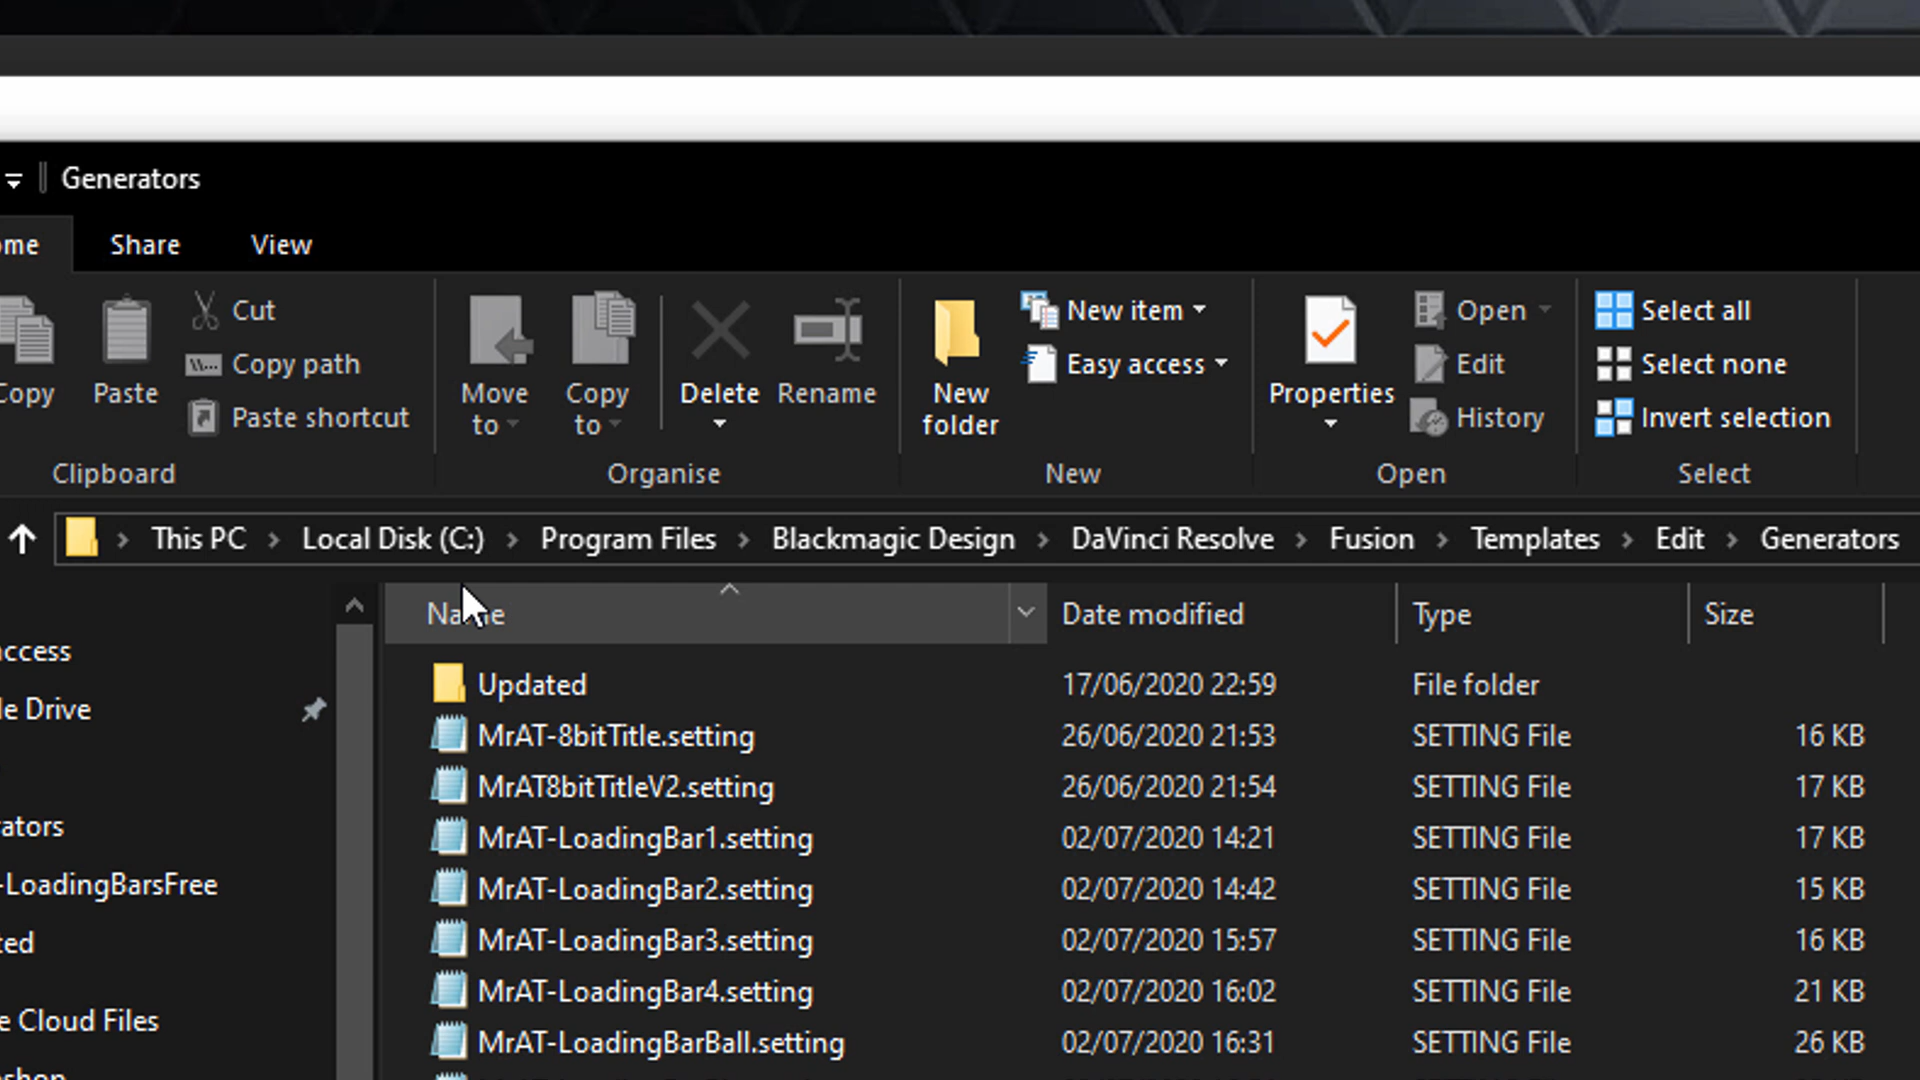 Generators
ome Share View
Copy
Paste
Cut
Copy path
Paste shortcut
Clipboard
Move to
Copy to
Delete
Rename
Organise
New folder
New item
Easy access
New
Properties
Open
Edit
History
Open
Select all
Select none
Invert selection
Select
This PC > Local Disk (C:) > Program Files > Blackmagic Design > DaVinci Resolve > Fusion > Templates > Edit > Generators
Name Date modified Type Size
access
le Drive
ators
-LoadingBarsFree
ted
e Cloud Files
Updated 17/06/2020 22:59 File folder
MrAT-8bitTitle.setting 26/06/2020 21:53 SETTING File 16 KB
MrAT8bitTitleV2.setting 26/06/2020 21:54 SETTING File 17 KB
MrAT-LoadingBar1.setting 02/07/2020 14:21 SETTING File 17 KB
MrAT-LoadingBar2.setting 02/07/2020 14:42 SETTING File 15 KB
MrAT-LoadingBar3.setting 02/07/2020 15:57 SETTING File 16 KB
MrAT-LoadingBar4.setting 02/07/2020 16:02 SETTING File 21 KB
MrAT-LoadingBarBall.setting 02/07/2020 16:31 SETTING File 26 KB